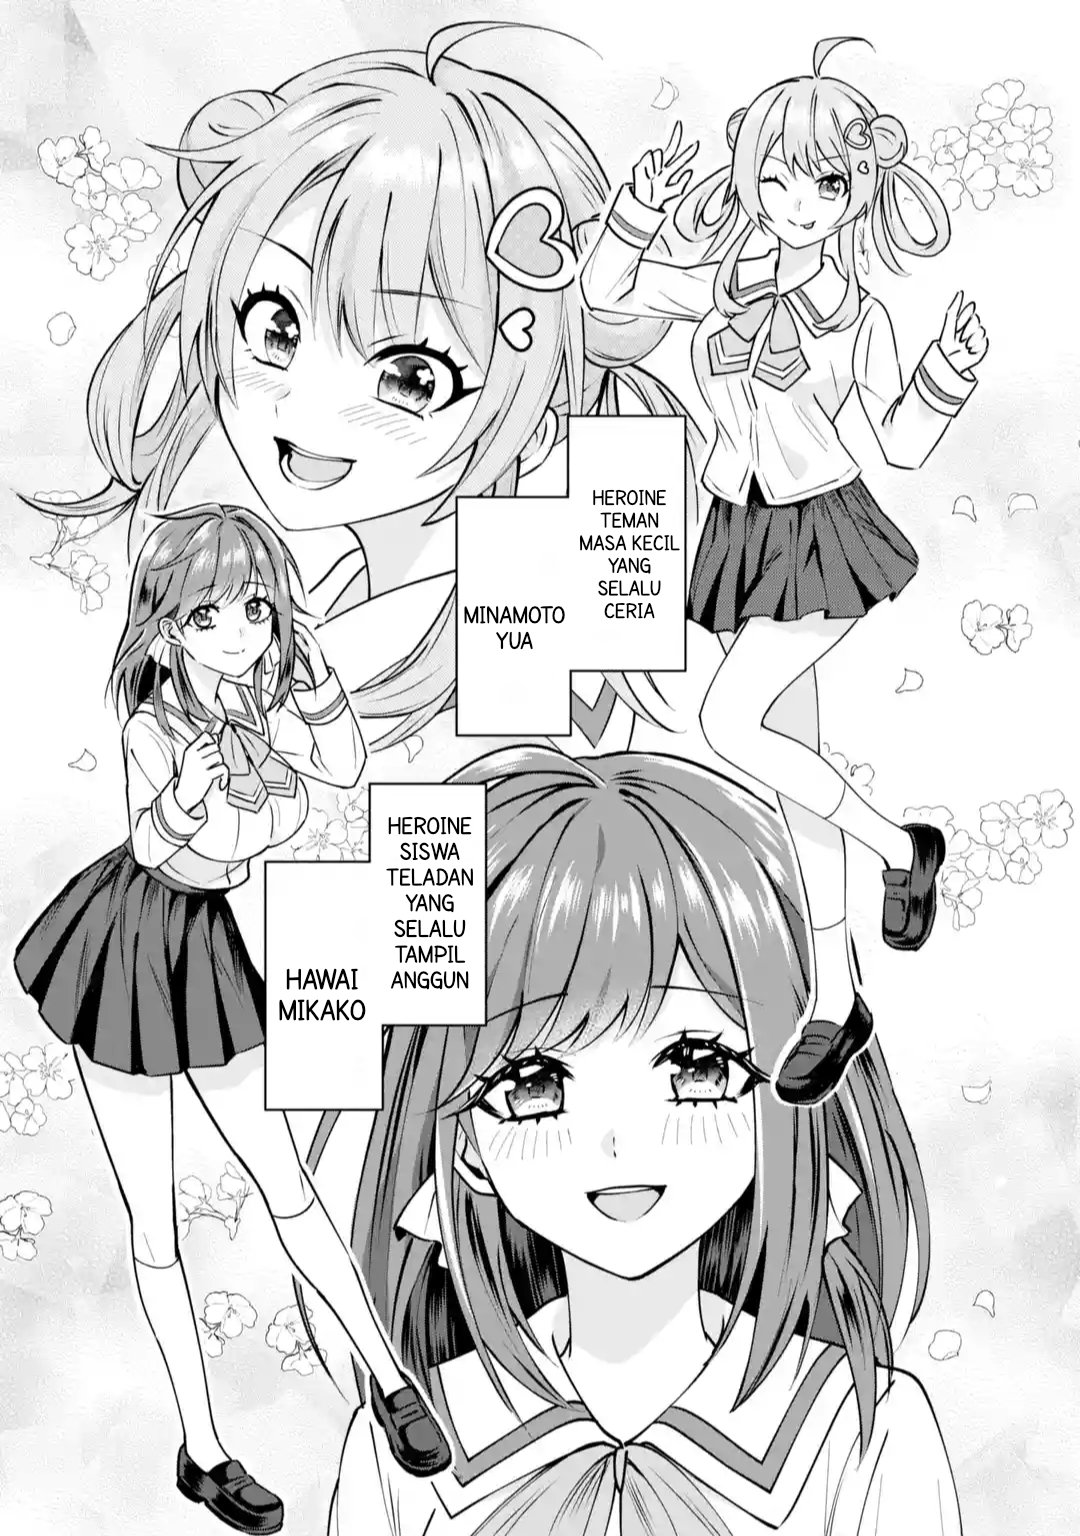 HEROINE
TEMAN
MASA KECIL
YANG
SELALU
CERIA
MINAMOTO
YUA
HEROINE
SISWA
TELADAN
YANG
SELALU
TAMPIL
ANGGUN
HAWAI
MIKAKO